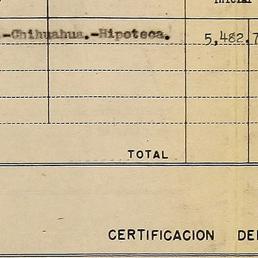 -Chihuahua.-Hipoteca. 5,482.7
TOTAL
CERTIFICACION DE